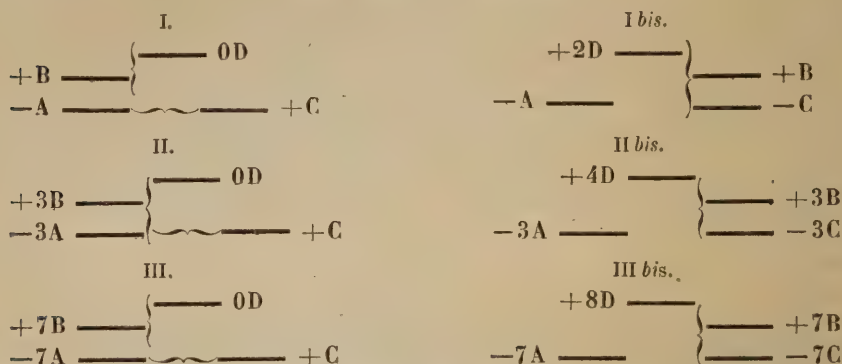 I.
0D
+B
−A
+C
II.
0D
+3B
−3A
+C
III.
0D
+7B
−7A
+C
I bis.
+2D
+B
−A
−C
II bis.
+4D
+3B
−3A
−3C
III bis.
+8D
+7B
−7A
−7C